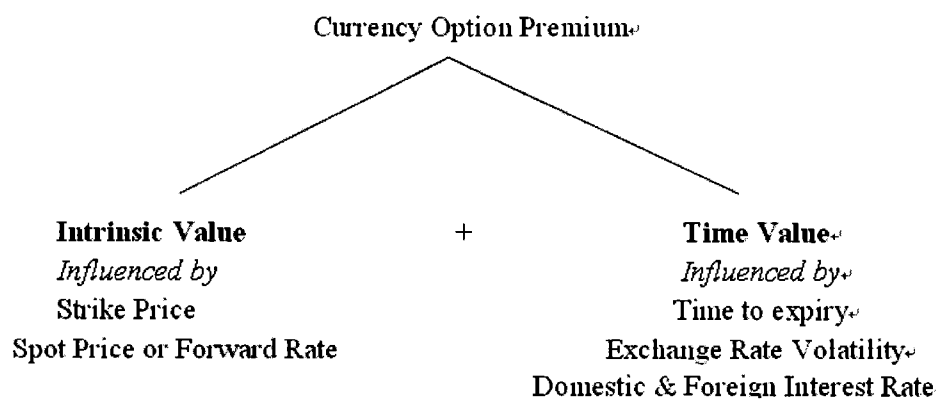 Currency Option Premium
Intrinsic Value + Time Value
Influenced by Influenced by
Strike Price Time to expiry
Spot Price or Forward Rate Exchange Rate Volatility
Domestic & Foreign Interest Rate